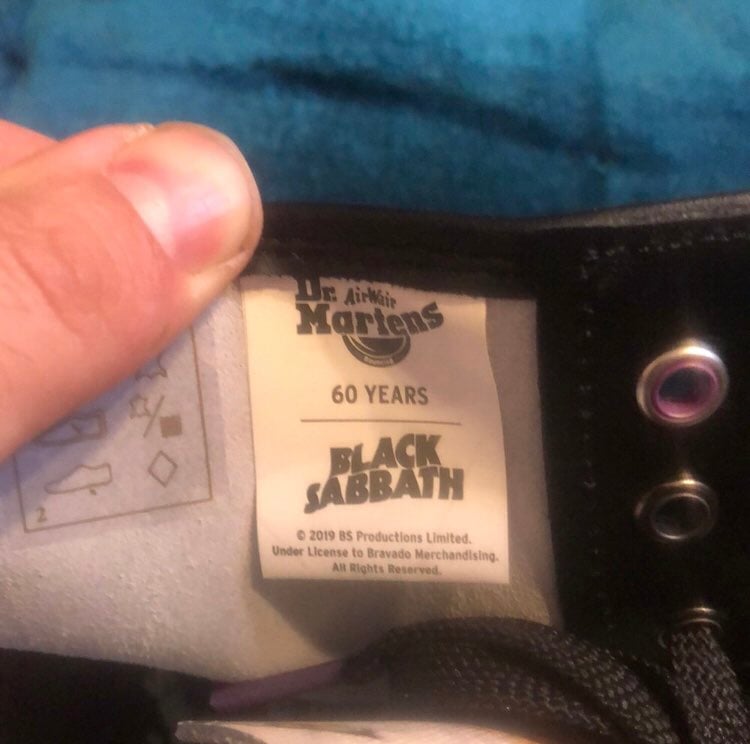 Dr. AirWair
Martens
60 YEARS
BLACK
SABBATH
© 2019 BS Productions Limited.
Under License to Bravado Merchandising.
All Rights Reserved.
2